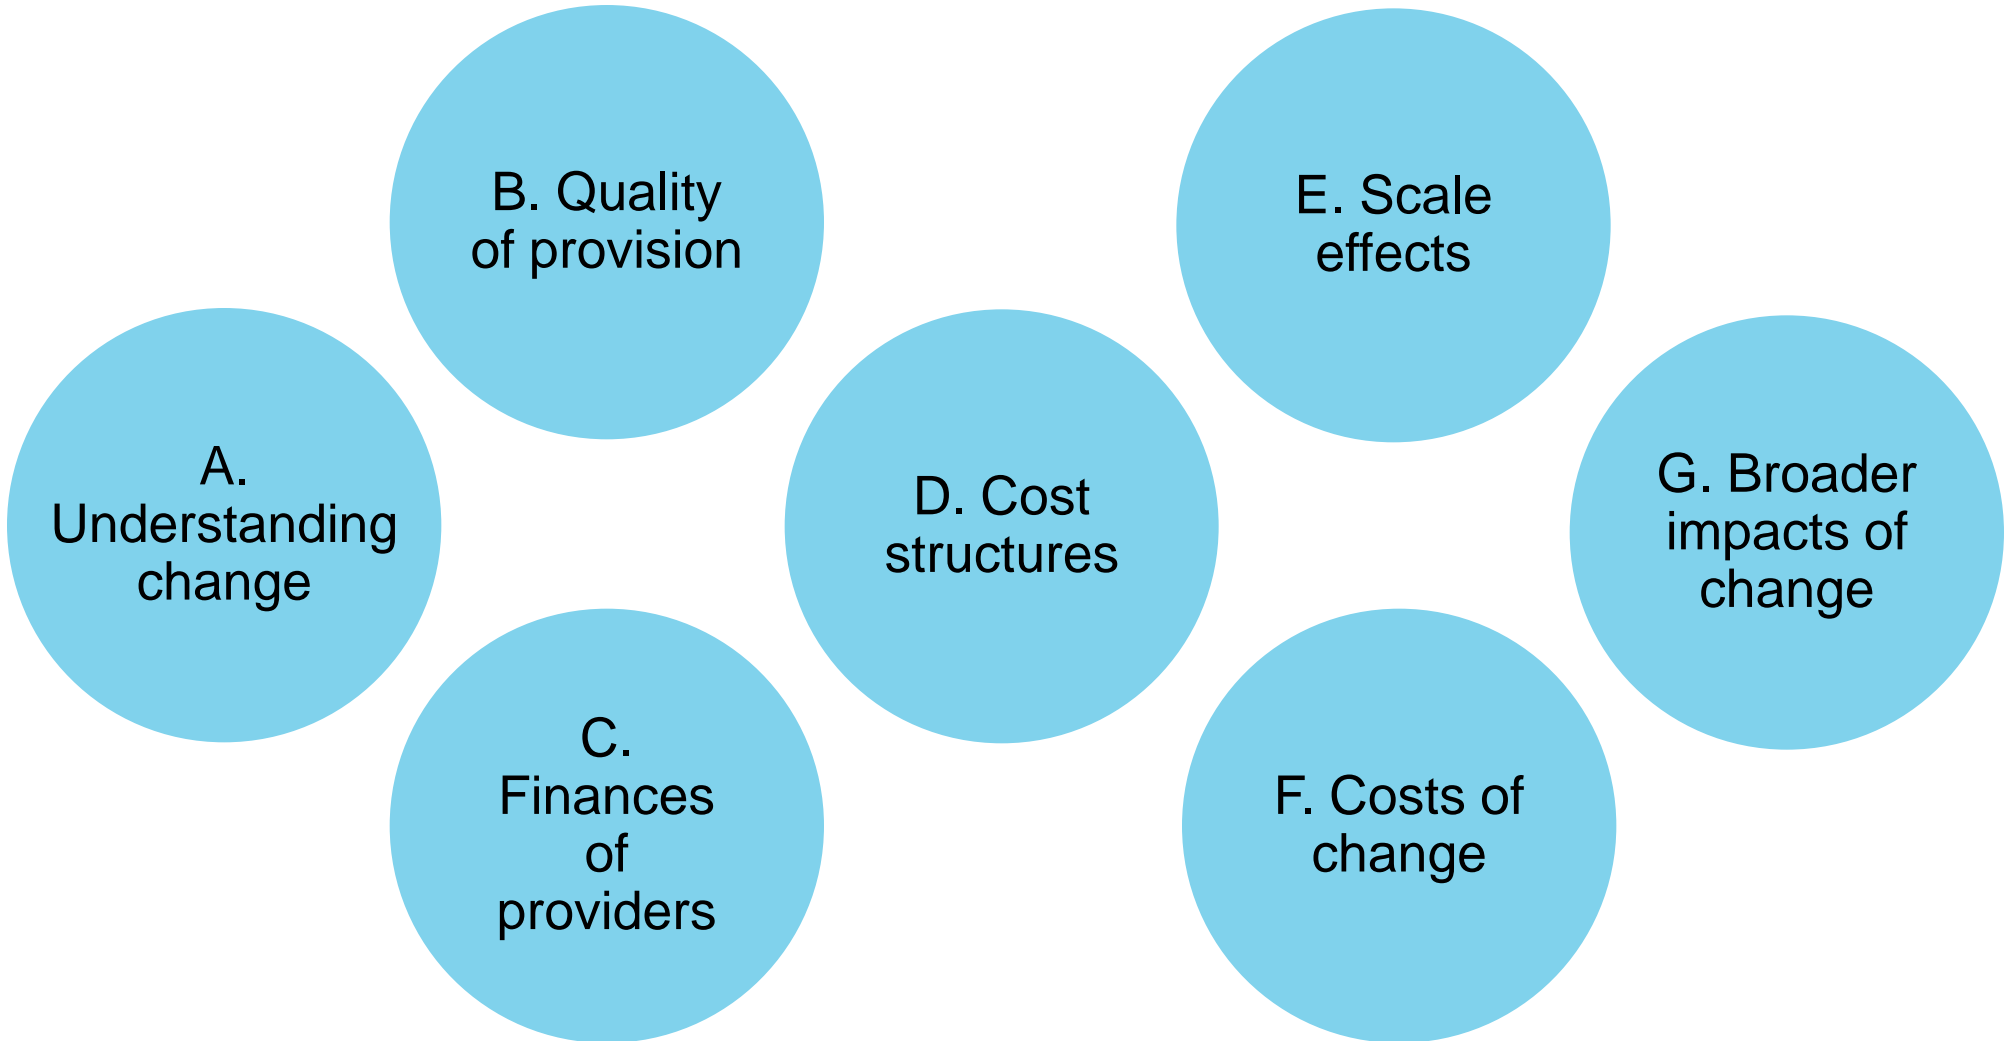 A.
Understanding
change
B. Quality
of provision
C.
Finances
of
providers
D. Cost
structures
E. Scale
effects
F. Costs of
change
G. Broader
impacts of
change